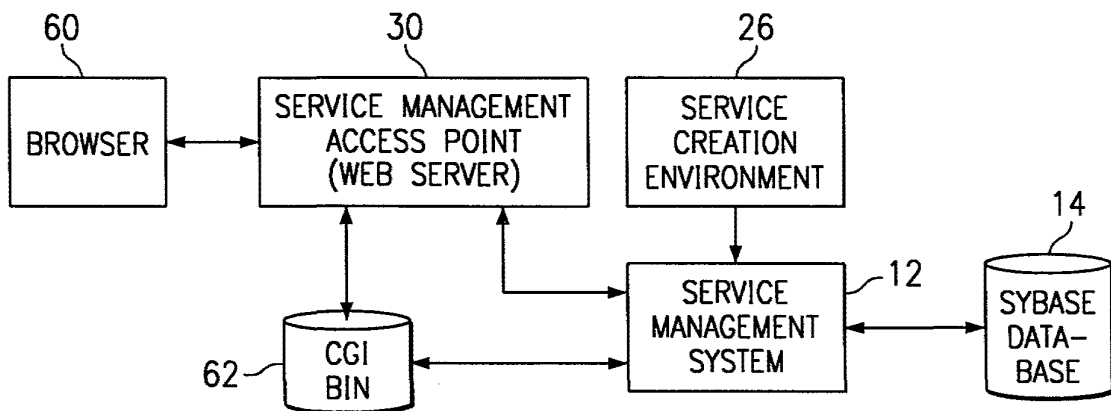 60
30
26
BROWSER
SERVICE MANAGEMENT
ACCESS POINT
(WEB SERVER)
SERVICE
CREATION
ENVIRONMENT
14
12
SERVICE
MANAGEMENT
SYSTEM
SYBASE
DATA-
BASE
62
CGI
BIN